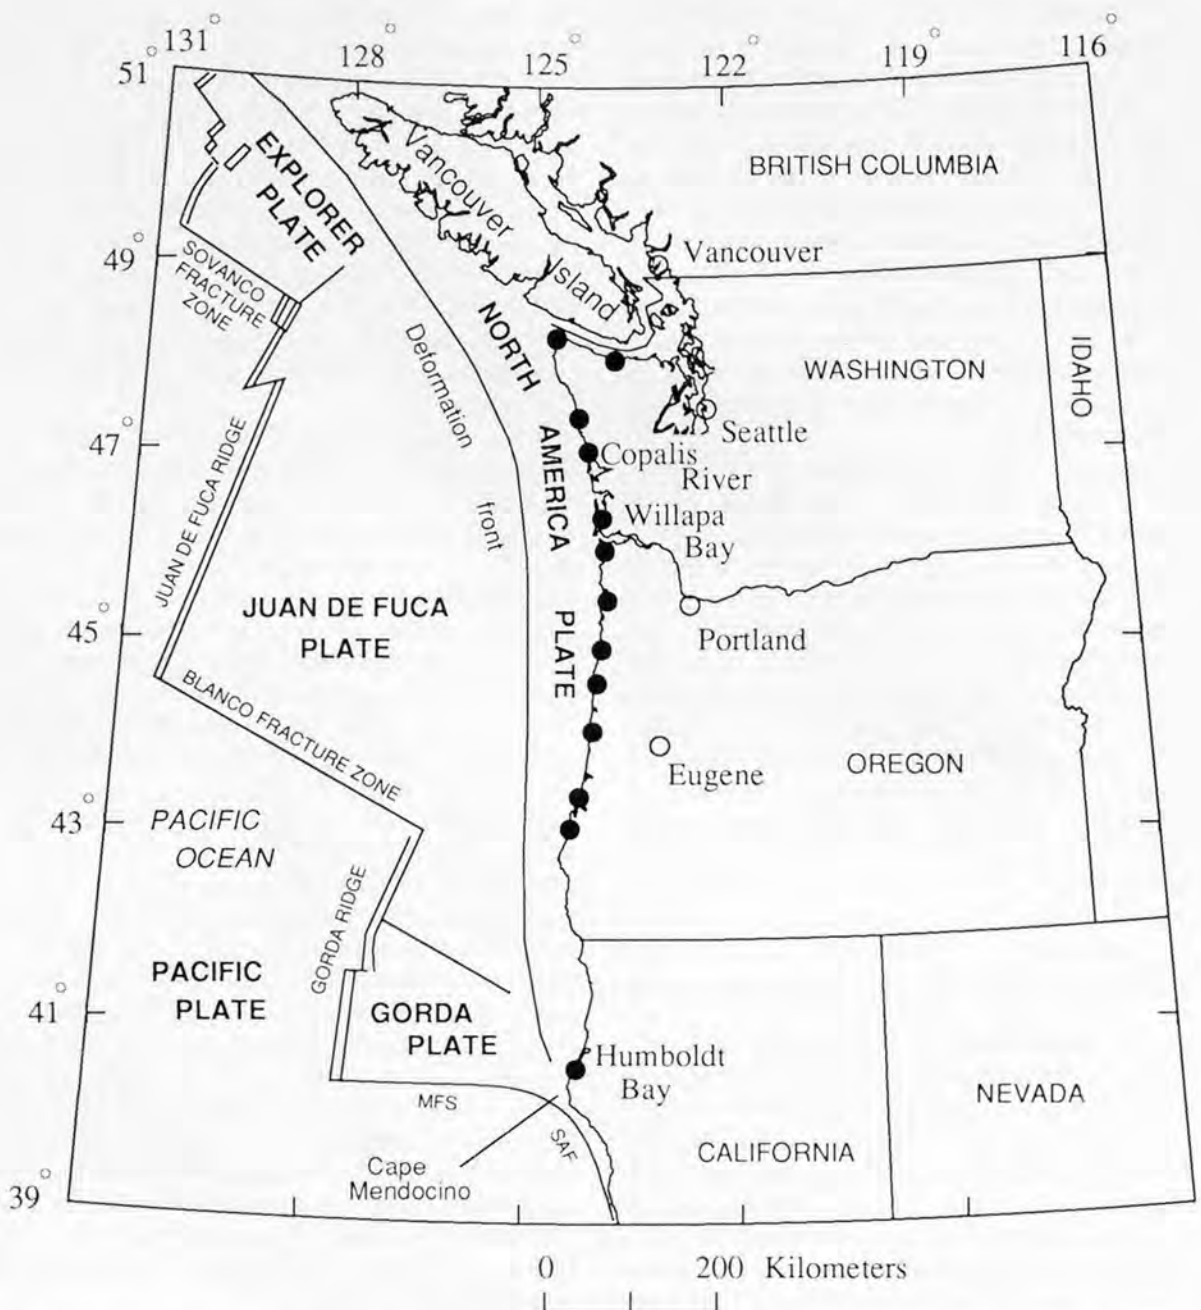 131° 128° 125° 122° 119° 116°
51°
49°
47°
45°
43°
41°
39°
EXPLORER
PLATE
Vancouver
Island
BRITISH COLUMBIA
Vancouver
SOVANCO
FRACTURE
ZONE
Deformation
front
NORTH
AMERICA
PLATE
WASHINGTON
IDAHO
Seattle
Copalis
River
Willapa
Bay
JUAN DE FUCA RIDGE
JUAN DE FUCA
PLATE
Portland
BLANCO FRACTURE ZONE
Eugene
OREGON
PACIFIC
OCEAN
GORDA RIDGE
PACIFIC
PLATE
GORDA
PLATE
Humboldt
Bay
MFS
SAF
Cape
Mendocino
CALIFORNIA
NEVADA
0 200 Kilometers